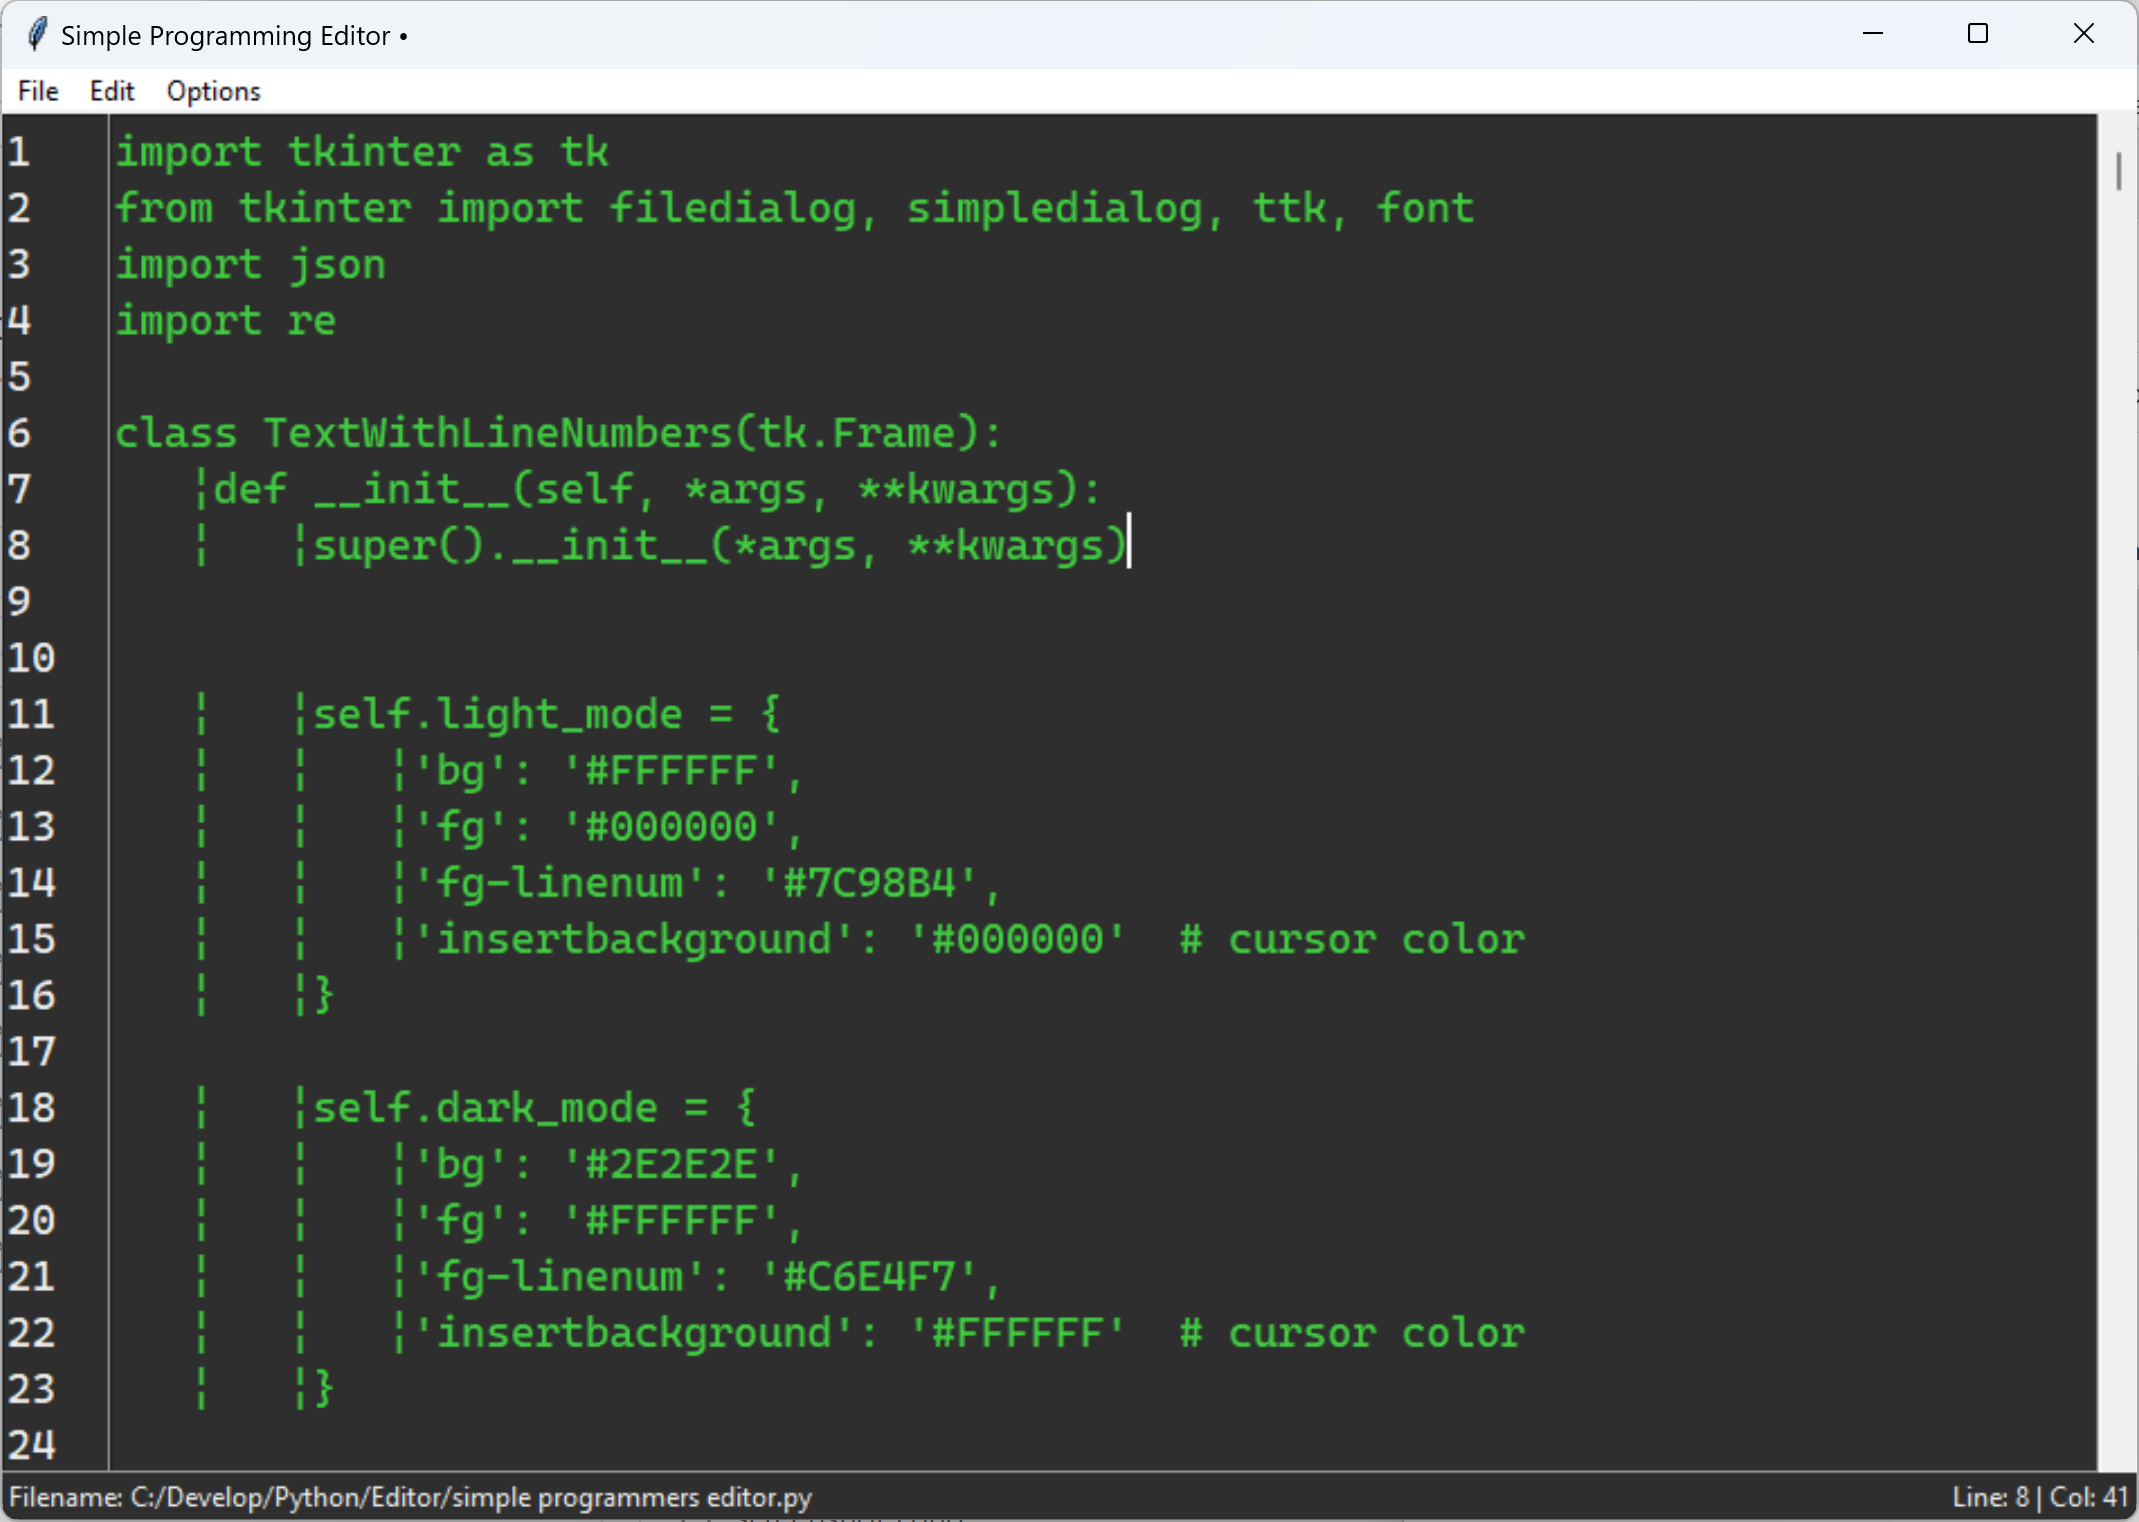 Simple Programming Editor •
File Edit Options
1 import tkinter as tk
2 from tkinter import filedialog, simpledialog, ttk, font
3 import json
4 import re
5
6 class TextWithLineNumbers(tk.Frame):
7    ¦def __init__(self, *args, **kwargs):
8    ¦   ¦super().__init__(*args, **kwargs)
9
10
11    ¦   ¦self.light_mode = {
12    ¦   ¦   ¦'bg': '#FFFFFF',
13    ¦   ¦   ¦'fg': '#000000',
14    ¦   ¦   ¦'fg-linenum': '#7C98B4',
15    ¦   ¦   ¦'insertbackground': '#000000'  # cursor color
16    ¦   ¦}
17
18    ¦   ¦self.dark_mode = {
19    ¦   ¦   ¦'bg': '#2E2E2E',
20    ¦   ¦   ¦'fg': '#FFFFFF',
21    ¦   ¦   ¦'fg-linenum': '#C6E4F7',
22    ¦   ¦   ¦'insertbackground': '#FFFFFF'  # cursor color
23    ¦   ¦}
24
Filename: C:/Develop/Python/Editor/simple programmers editor.py Line: 8 | Col: 41